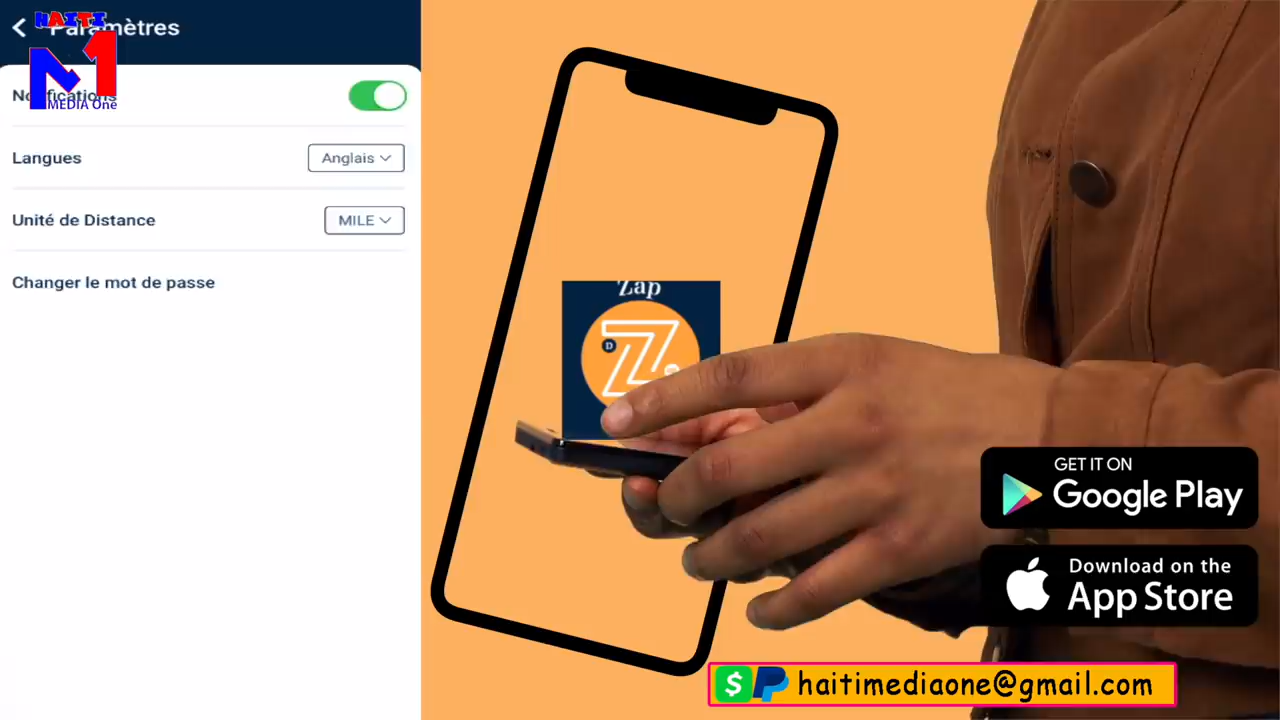 HAITI
Paramètres
M1
MEDIA One
Notifications
Langues
Anglais
Unité de Distance
MILE
Changer le mot de passe
Zap
D
Z
GET IT ON
Google Play
Download on the
App Store
$ P haitimediaone@gmail.com